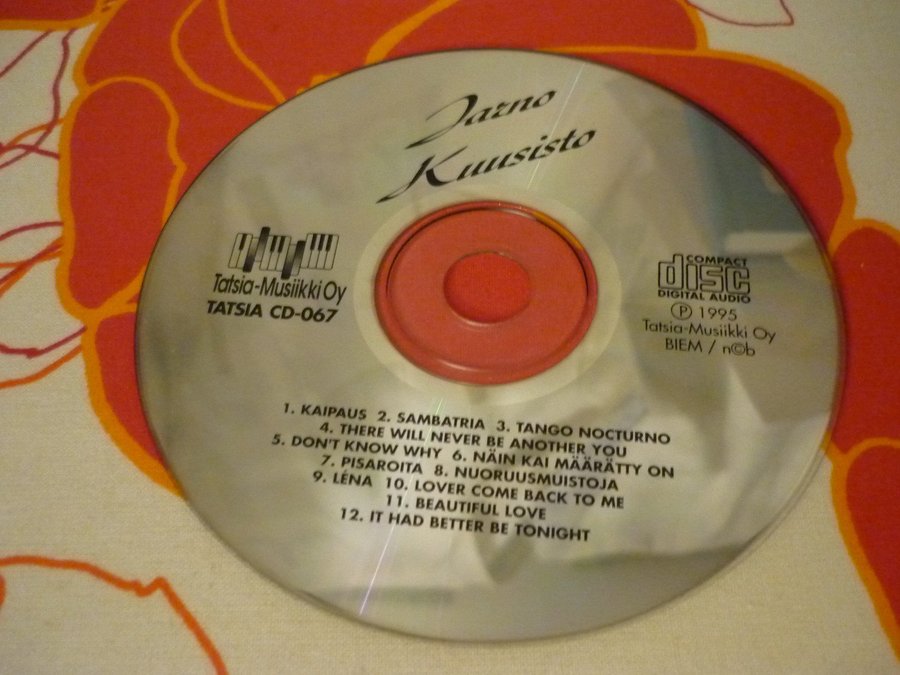 Jarno
Kuusisto
Tatsia-Musiikki Oy
TATSIA CD-067
COMPACT
disc
DIGITAL AUDIO
Ⓟ 1995
Tatsia-Musiikki Oy
BIEM / n©b
1. KAIPAUS 2. SAMBATRIA 3. TANGO NOCTURNO
4. THERE WILL NEVER BE ANOTHER YOU
5. DON'T KNOW WHY 6. NÄIN KAI MÄÄRÄTTY ON
7. PISAROITA 8. NUORUUSMUISTOJA
9. LÉNA 10. LOVER COME BACK TO ME
11. BEAUTIFUL LOVE
12. IT HAD BETTER BE TONIGHT